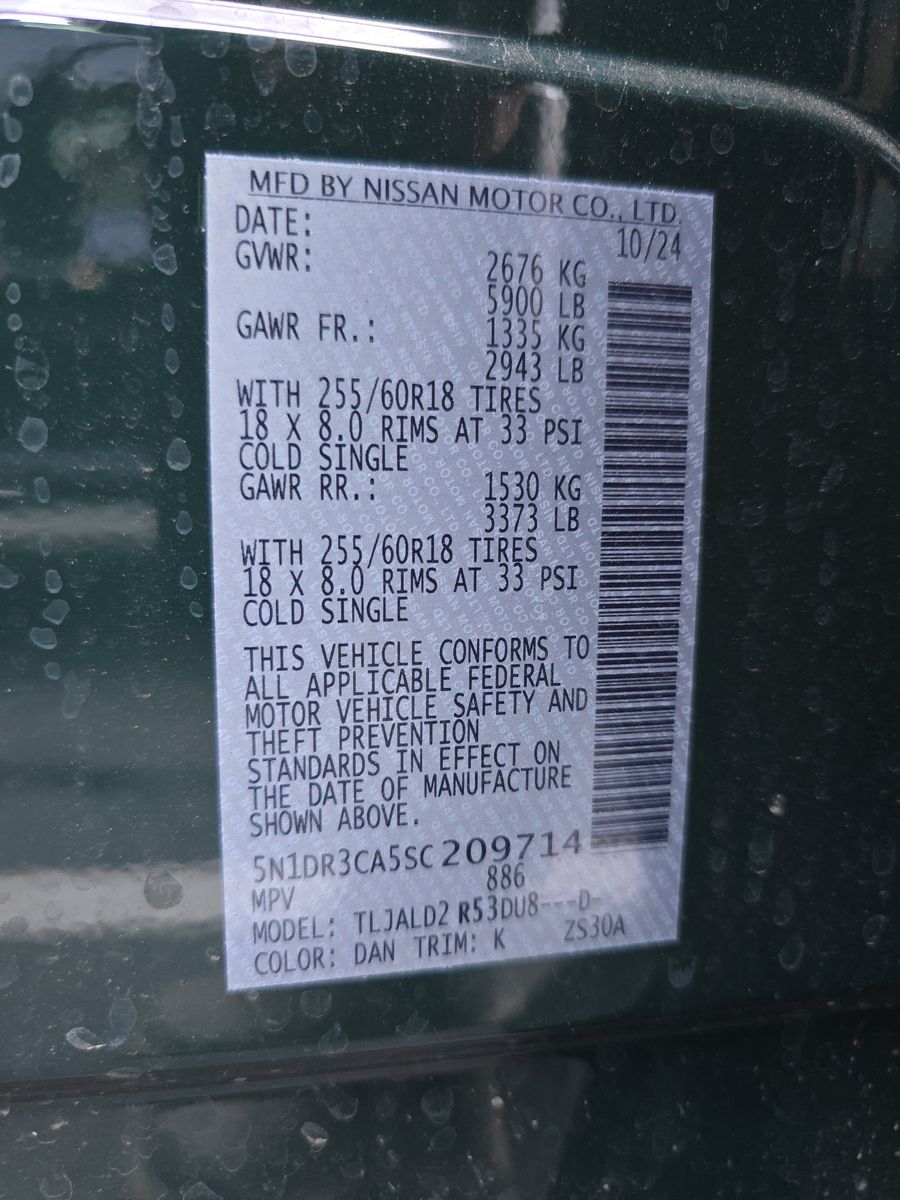 MFD BY NISSAN MOTOR CO., LTD.
DATE: 10/24
GVWR: 2676 KG
5900 LB
GAWR FR.: 1335 KG
2943 LB
WITH 255/60R18 TIRES
18 X 8.0 RIMS AT 33 PSI
COLD SINGLE
GAWR RR.: 1530 KG
3373 LB
WITH 255/60R18 TIRES
18 X 8.0 RIMS AT 33 PSI
COLD SINGLE
THIS VEHICLE CONFORMS TO
ALL APPLICABLE FEDERAL
MOTOR VEHICLE SAFETY AND
THEFT PREVENTION
STANDARDS IN EFFECT ON
THE DATE OF MANUFACTURE
SHOWN ABOVE.
5N1DR3CA5SC209714
MPV 886
MODEL: TLJALD2 R53DU8---D-
COLOR: DAN TRIM: K ZS30A